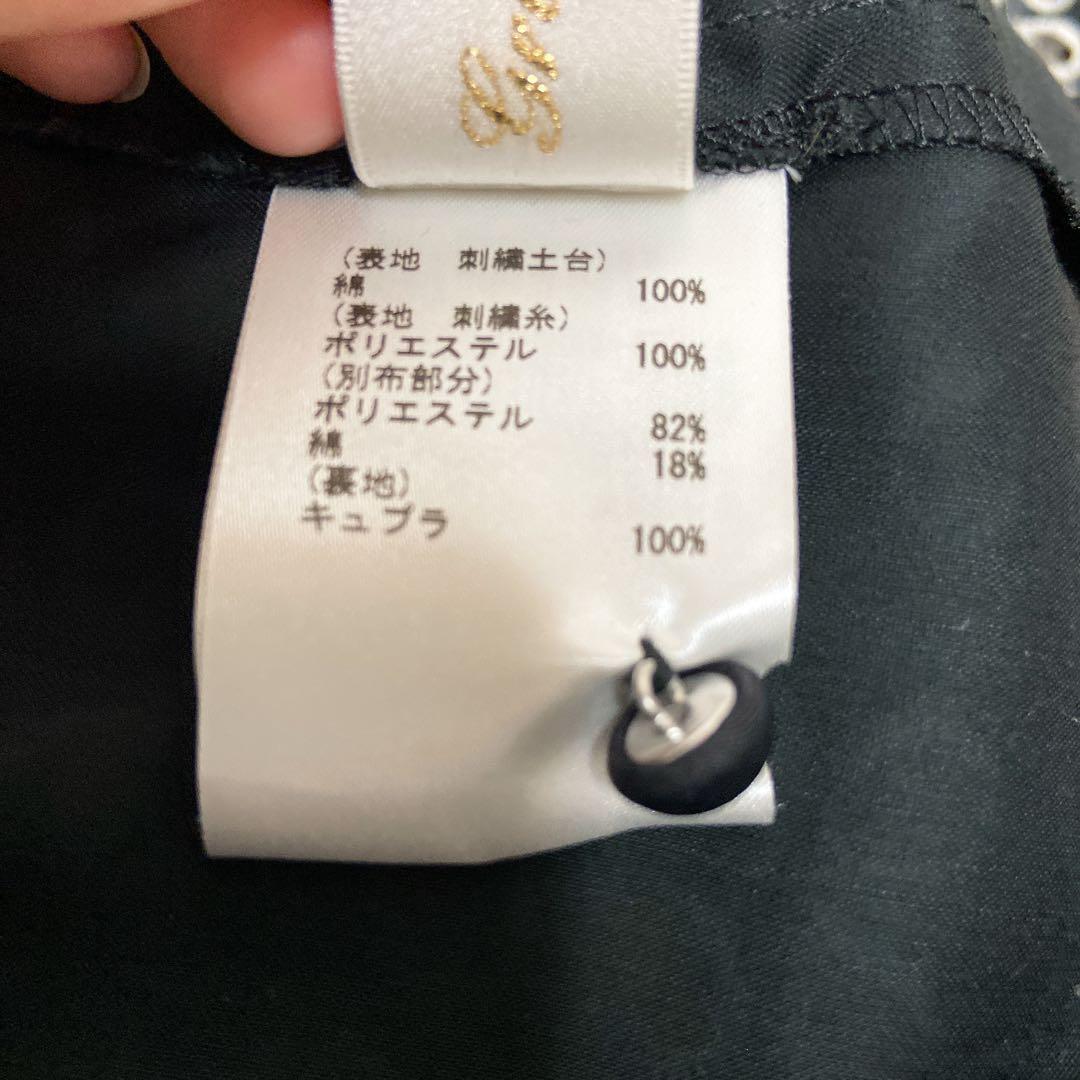 (表地 刺繍土台)
綿 100%
(表地 刺繍糸)
ポリエステル 100%
(別布部分)
ポリエステル 82%
綿 18%
(裏地)
キュプラ 100%